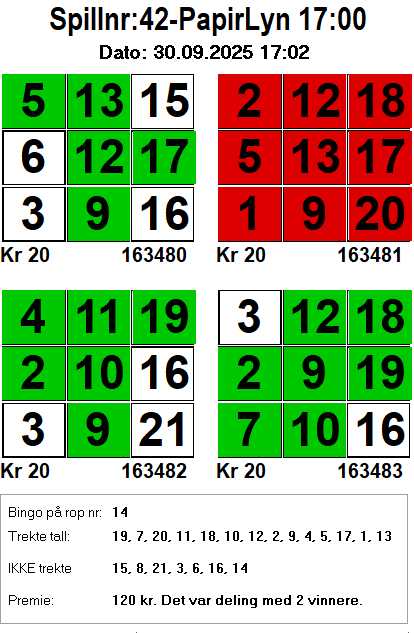 Spillnr:42-PapirLyn 17:00
Dato: 30.09.2025 17:02
5 13 15 2 12 18
6 12 17 5 13 17
3 9 16 1 9 20
Kr 20 163480 Kr 20 163481
4 11 19 3 12 18
2 10 16 2 9 19
3 9 21 7 10 16
Kr 20 163482 Kr 20 163483
Bingo på rop nr: 14
Trekte tall: 19, 7, 20, 11, 18, 10, 12, 2, 9, 4, 5, 17, 1, 13
IKKE trekte 15, 8, 21, 3, 6, 16, 14
Premie: 120 kr. Det var deling med 2 vinnere.